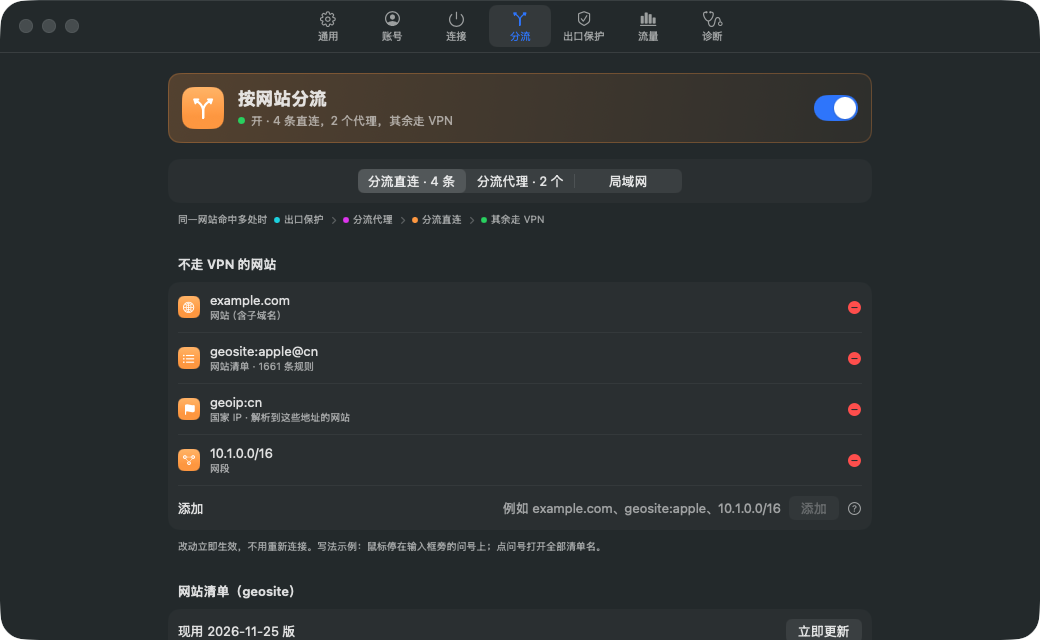 通用
账号
连接
分流
出口保护
流量
诊断
按网站分流
开 · 4 条直连，2 个代理，其余走 VPN
分流直连 · 4 条
分流代理 · 2 个
局域网
同一网站命中多处时 出口保护 > 分流代理 > 分流直连 > 其余走 VPN
不走 VPN 的网站
example.com
网站 (含子域名)
geosite:apple@cn
网站清单 · 1661 条规则
geoip:cn
国家 IP · 解析到这些地址的网站
10.1.0.0/16
网段
添加
例如 example.com、geosite:apple、10.1.0.0/16
添加
?
改动立即生效，不用重新连接。写法示例：鼠标停在输入框旁的问号上；点问号打开全部清单名。
网站清单（geosite）
现用 2026-11-25 版
立即更新